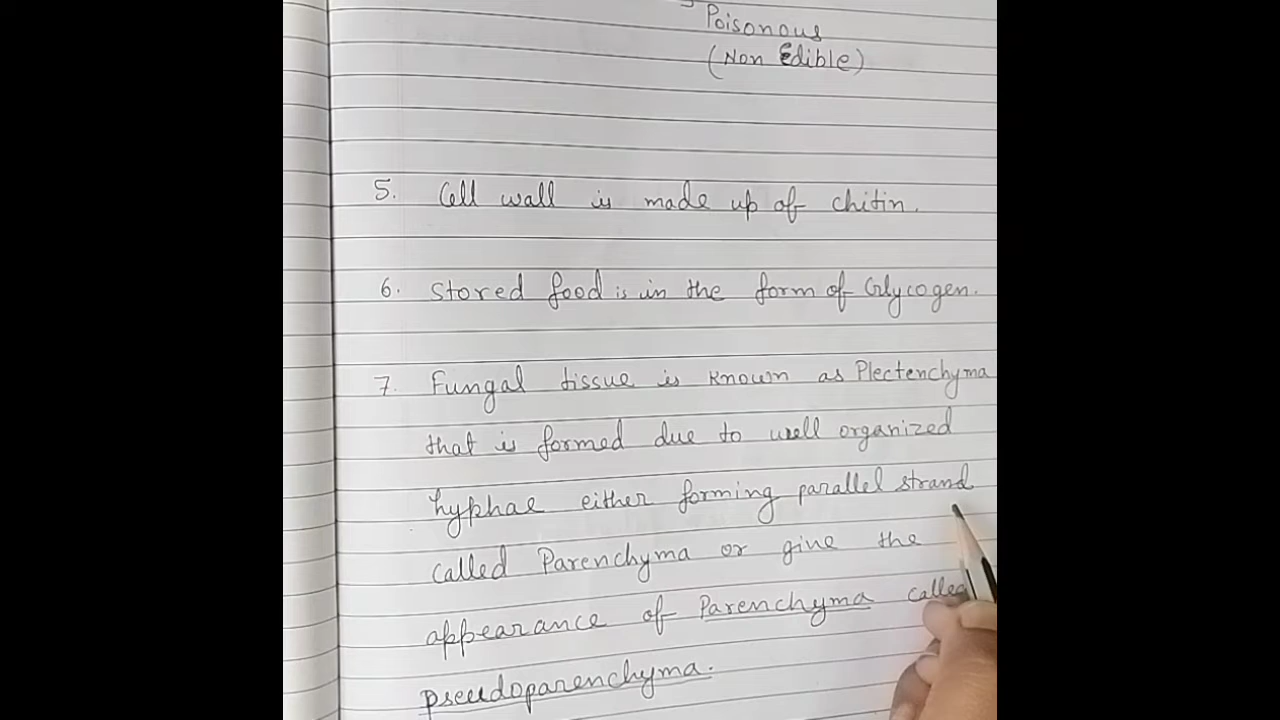 Poisonous
(Non Edible)
5. Cell wall is made up of chitin.
6. Stored food is in the form of Glycogen.
7. Fungal tissue is known as Plectenchyma
that is formed due to well organized
hyphae either forming parallel strand
called Parenchyma or give the
appearance of Parenchyma called
pseudoparenchyma.